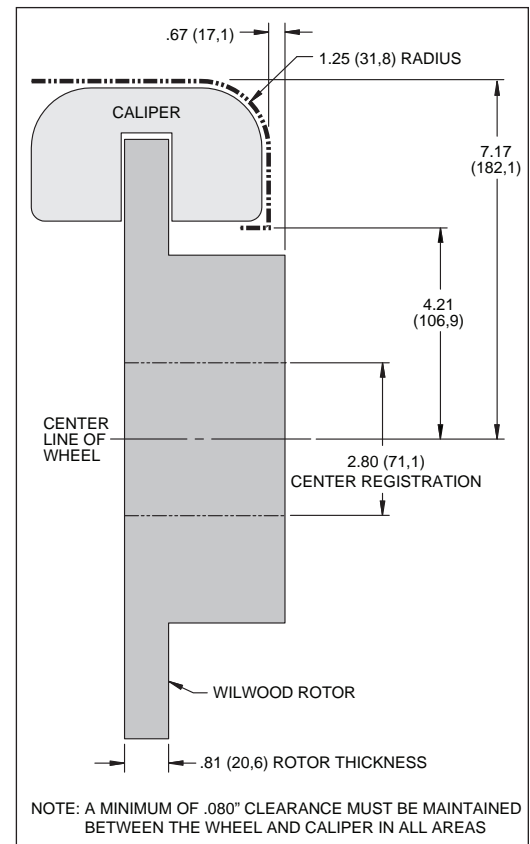 .67 (17,1)
1.25 (31,8) RADIUS
CALIPER
7.17
(182,1)
4.21
(106,9)
CENTER
LINE OF
WHEEL
2.80 (71,1)
CENTER REGISTRATION
WILWOOD ROTOR
.81 (20,6) ROTOR THICKNESS
NOTE: A MINIMUM OF .080" CLEARANCE MUST BE MAINTAINED
BETWEEN THE WHEEL AND CALIPER IN ALL AREAS